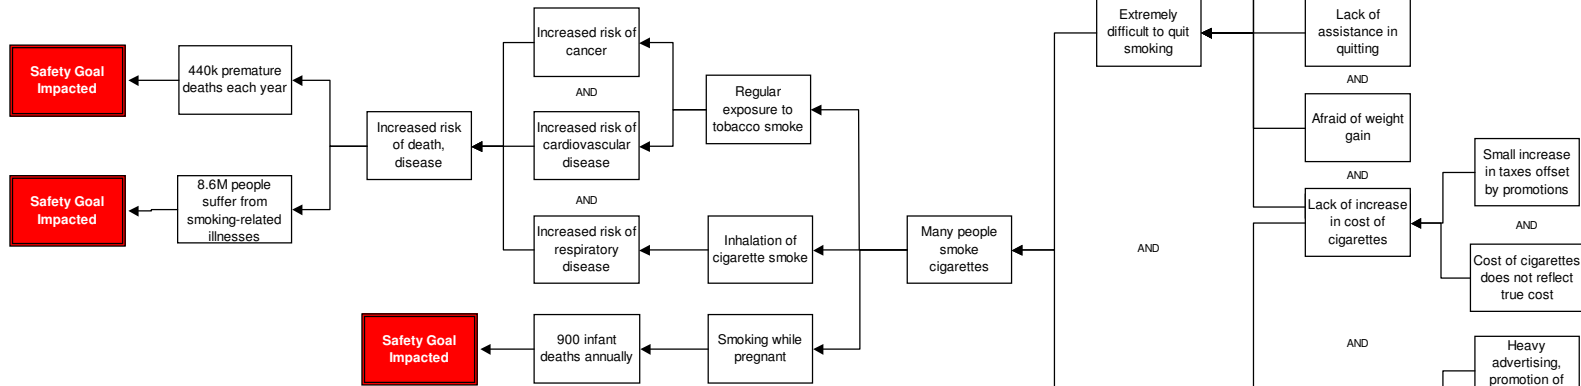 Safety Goal
Impacted
440k premature
deaths each year
Safety Goal
Impacted
8.6M people
suffer from
smoking-related
illnesses
Increased risk
of death,
disease
Increased risk of
cancer
AND
Increased risk of
cardiovascular
disease
AND
Increased risk of
respiratory
disease
Regular
exposure to
tobacco smoke
Inhalation of
cigarette smoke
Safety Goal
Impacted
900 infant
deaths annually
Smoking while
pregnant
Many people
smoke
cigarettes
Extremely
difficult to quit
smoking
AND
Lack of
assistance in
quitting
AND
Afraid of weight
gain
AND
Lack of increase
in cost of
cigarettes
AND
Small increase
in taxes offset
by promotions
AND
Cost of cigarettes
does not reflect
true cost
Heavy
advertising,
promotion of